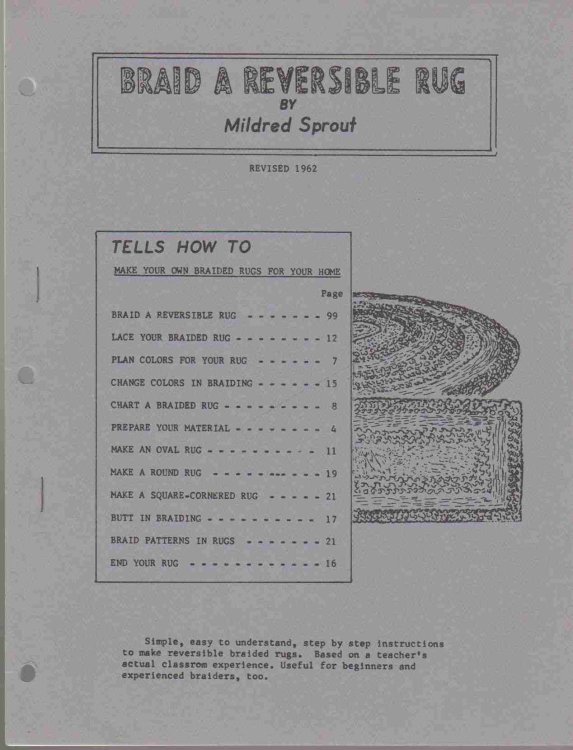 BRAID A REVERSIBLE RUG
BY
Mildred Sprout
REVISED 1962
TELLS HOW TO
MAKE YOUR OWN BRAIDED RUGS FOR YOUR HOME
Page
BRAID A REVERSIBLE RUG - - - - - - - 99
LACE YOUR BRAIDED RUG - - - - - - - 12
PLAN COLORS FOR YOUR RUG - - - - - - 7
CHANGE COLORS IN BRAIDING - - - - - - 15
CHART A BRAIDED RUG - - - - - - - - - 8
PREPARE YOUR MATERIAL - - - - - - - - 4
MAKE AN OVAL RUG - - - - - - - - - - 11
MAKE A ROUND RUG - - - - - - - - - 19
MAKE A SQUARE-CORNERED RUG - - - - - 21
BUTT IN BRAIDING - - - - - - - - - - 17
BRAID PATTERNS IN RUGS - - - - - - - 21
END YOUR RUG - - - - - - - - - - - - 16
Simple, easy to understand, step by step instructions
to make reversible braided rugs. Based on a teacher's
actual classrom experience. Useful for beginners and
experienced braiders, too.